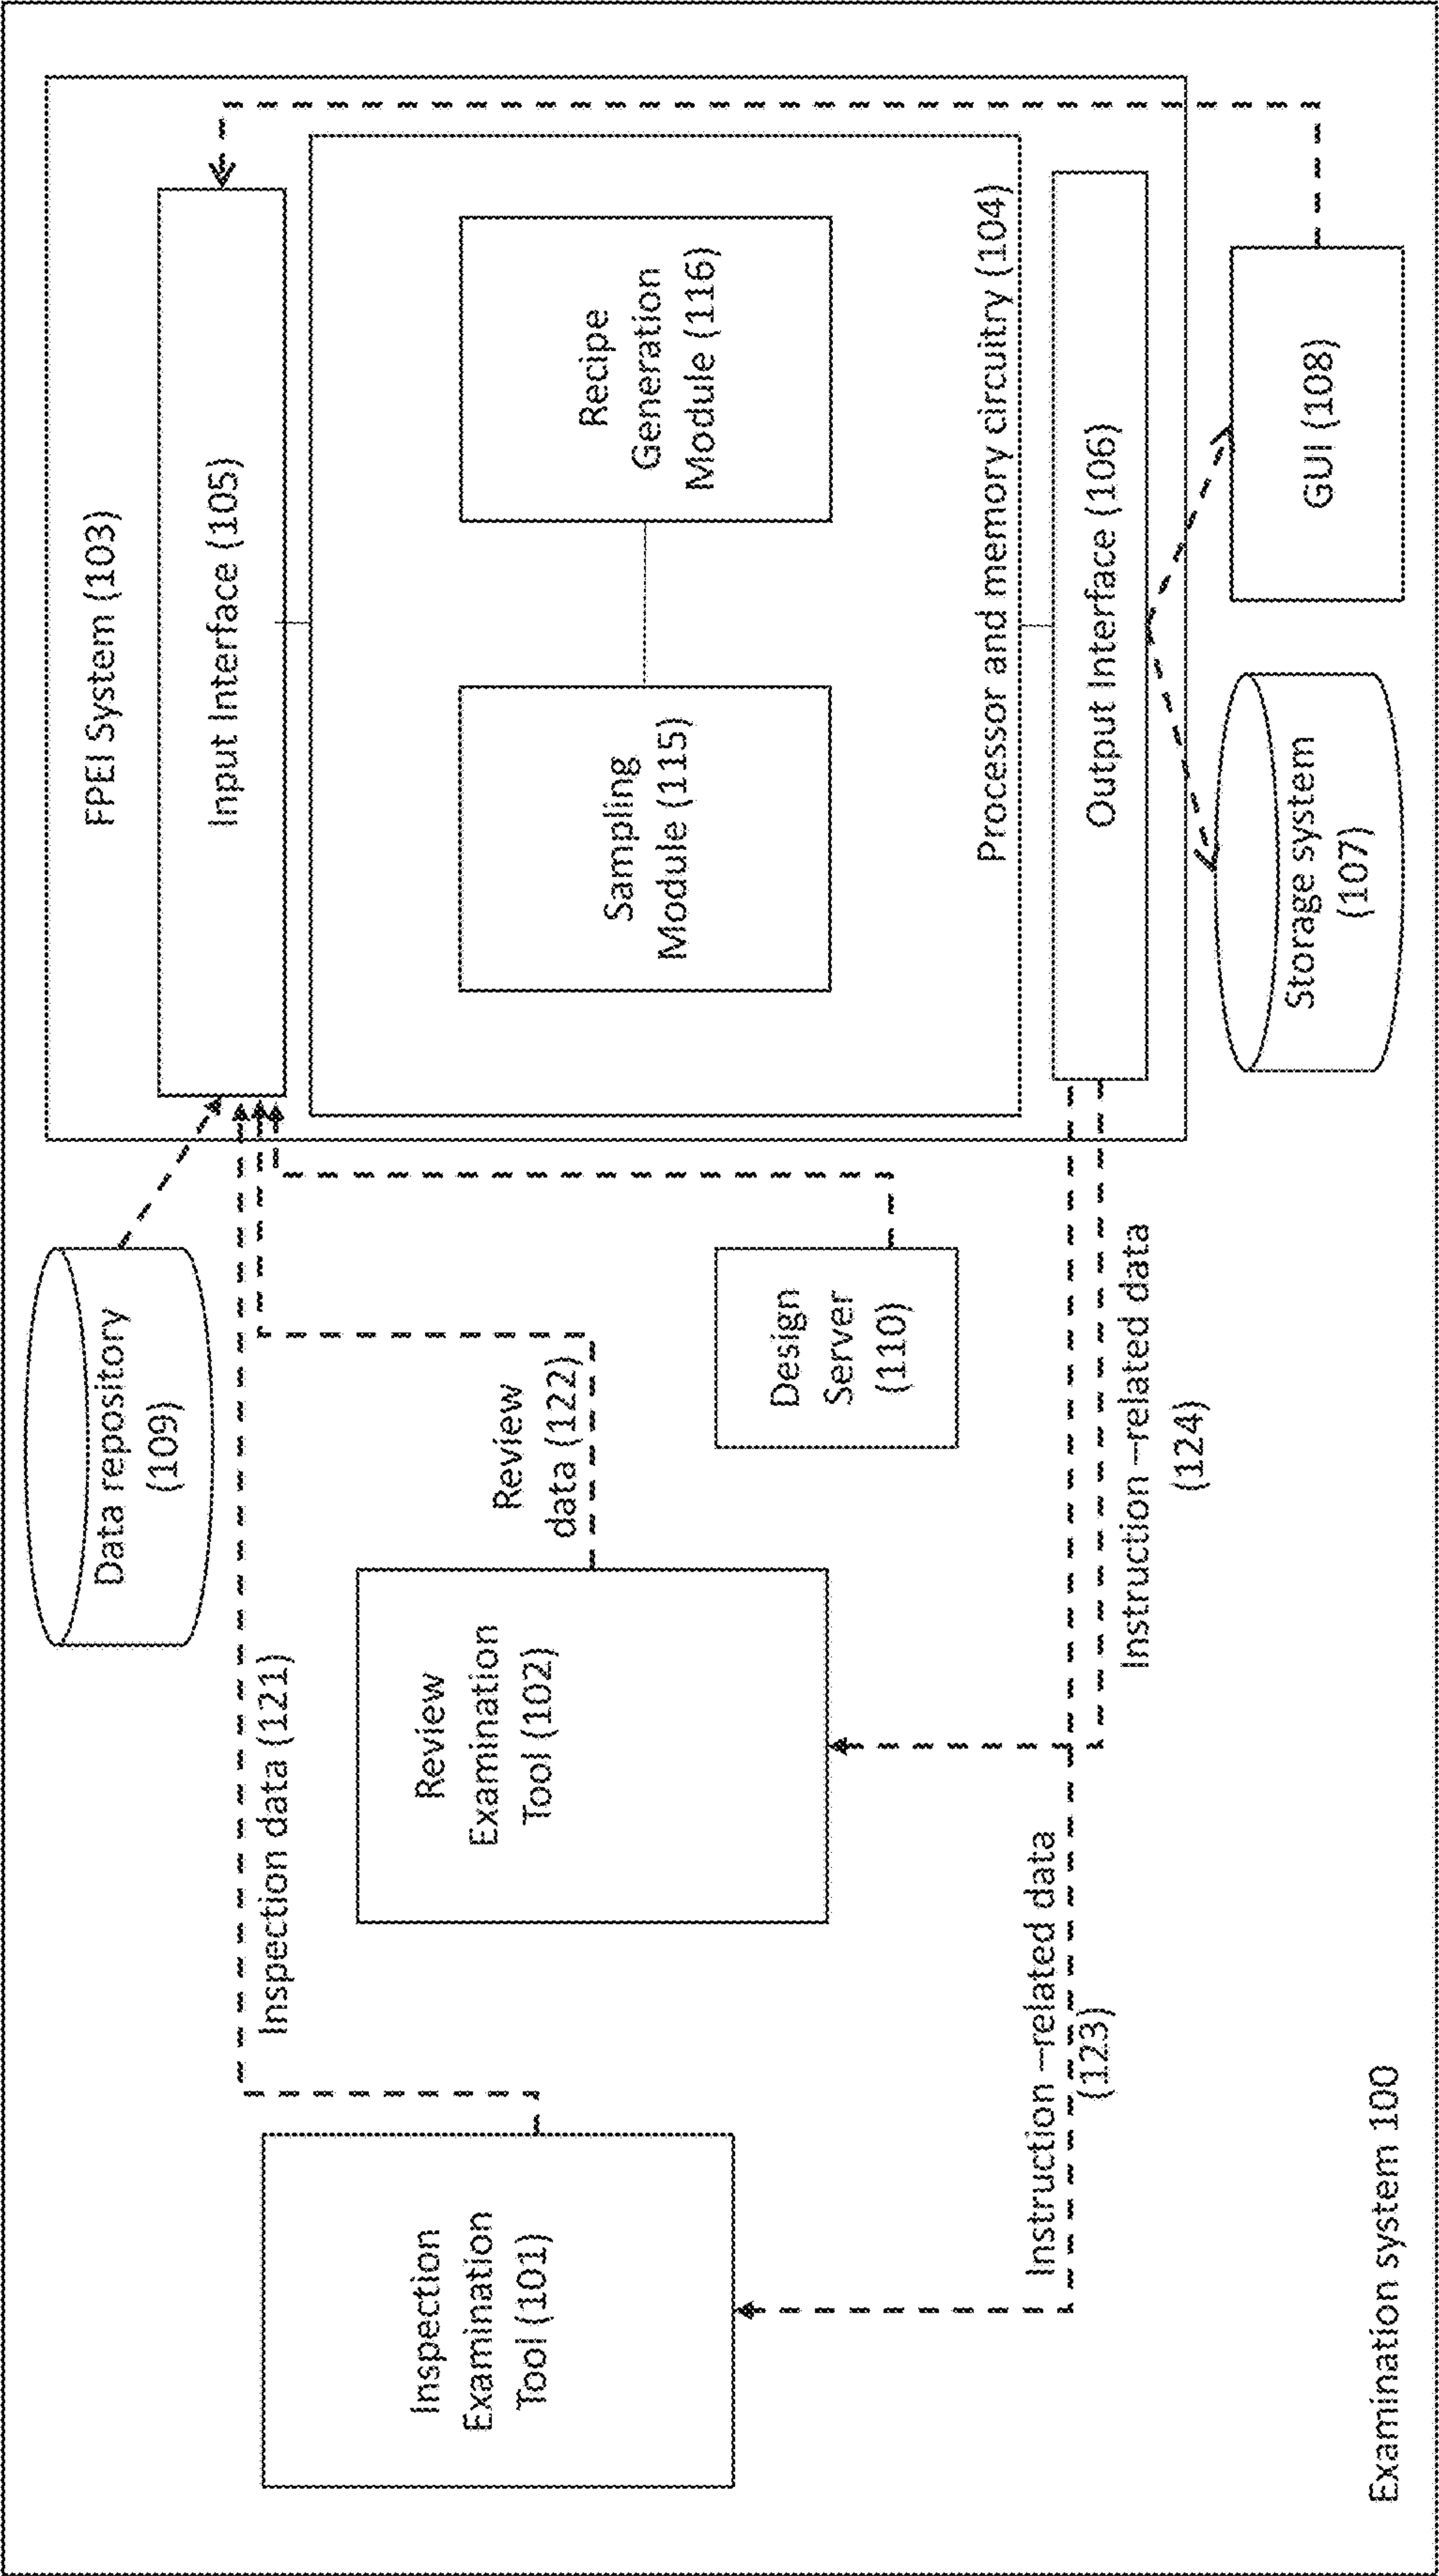 Data repository
(109)
FPEI System (103)
Input Interface (105)
Inspection data (121)
Inspection
Examination
Tool (101)
Review
Examination
Tool (102)
Review
data (122)
Design
Server
(110)
Sampling
Module (115)
Recipe
Generation
Module (116)
Processor and memory circuitry (104)
Output Interface (106)
Instruction –related data
(123)
Instruction –related data
(124)
Storage system
(107)
GUI (108)
Examination system 100